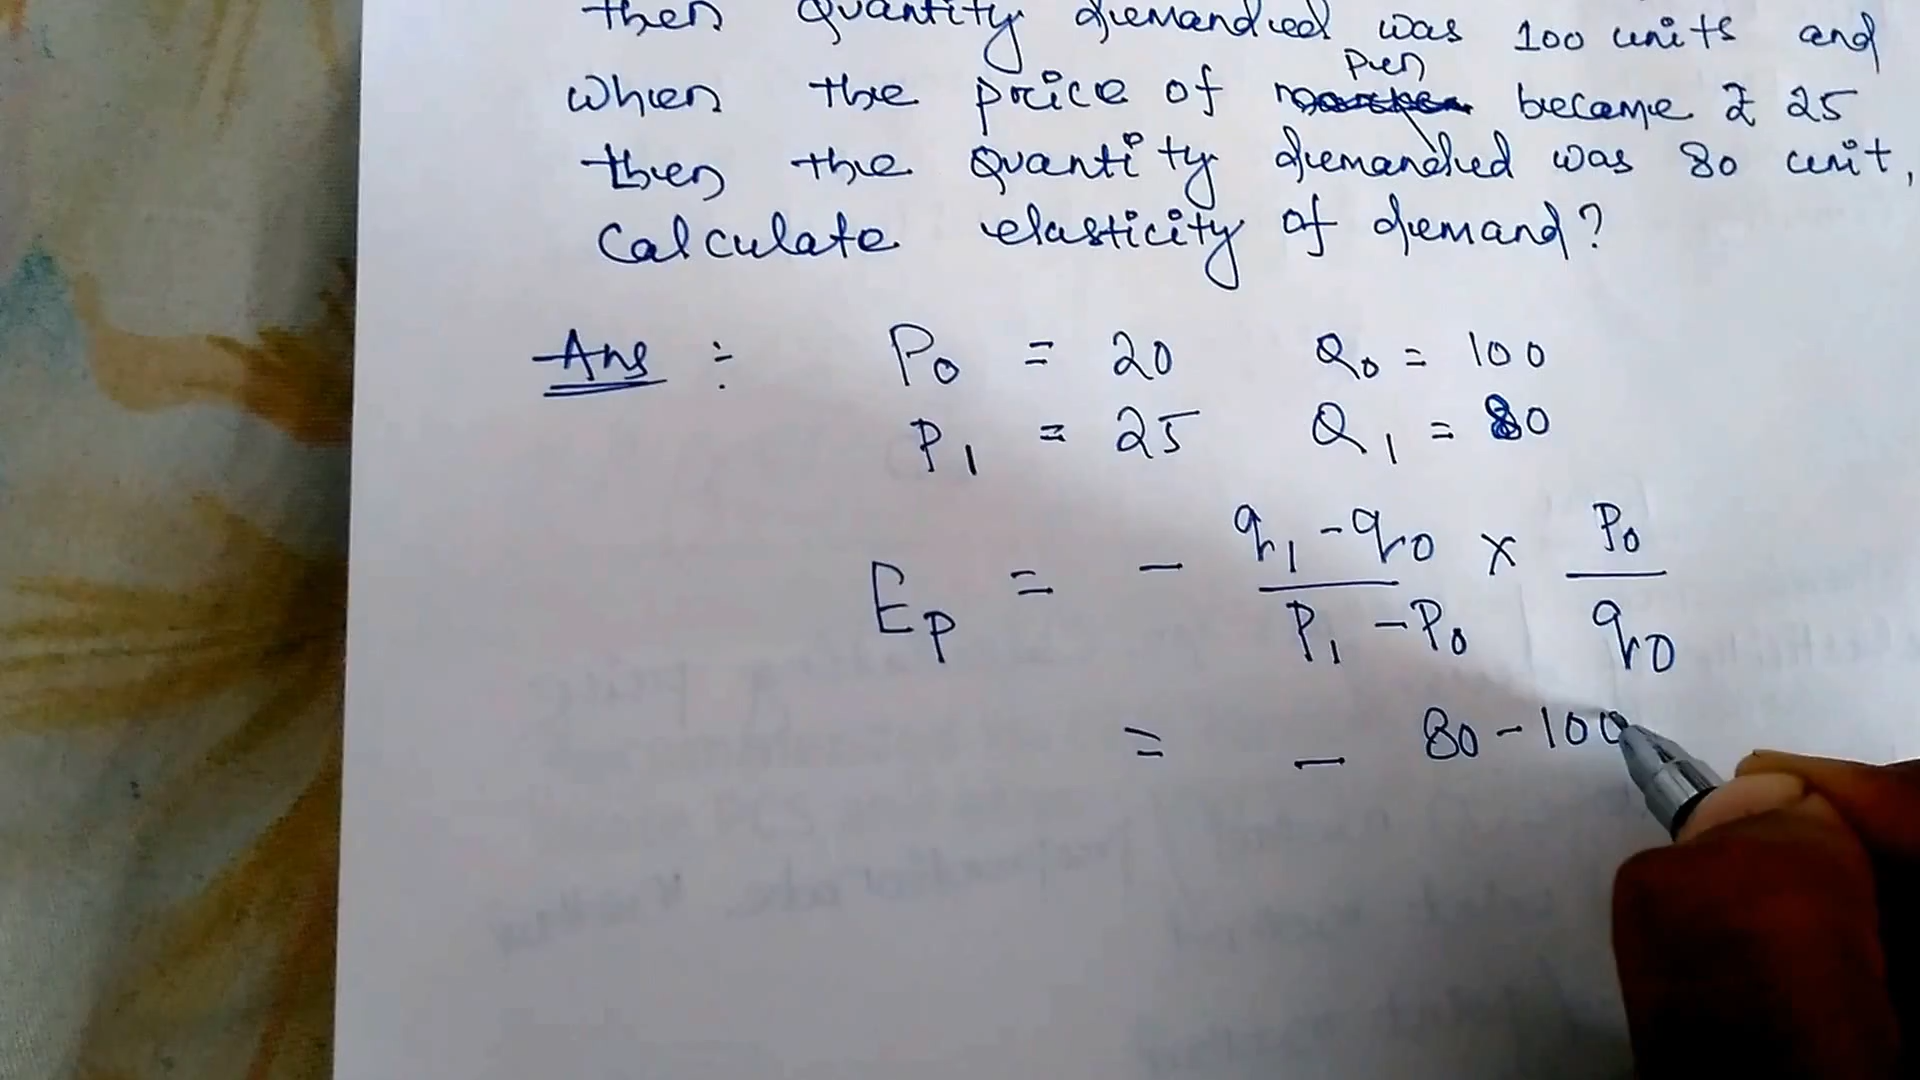 then quantity demanded was 100 units and
pen
when the price of became ₹ 25
then the quantity demanded was 80 unit,
Calculate elasticity of demand?
Ans ÷ P0 = 20 Q0 = 100
P1 = 25 Q1 = 80
Ep = - q1 - q0 / P1 - P0 × P0 / q0
= - 80 - 100